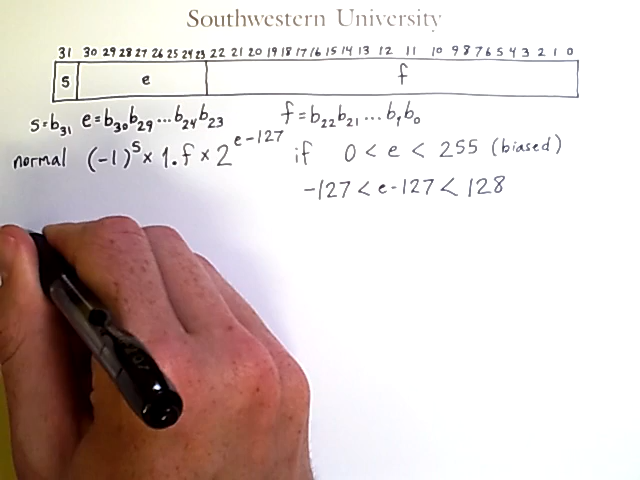 Southwestern University
31 30 29 28 27 26 25 24 23 22 21 20 19 18 17 16 15 14 13 12 11 10 9 8 7 6 5 4 3 2 1 0
s e f
s=b₃₁ e=b₃₀b₂₉...b₂₄b₂₃ f=b₂₂b₂₁...b₁b₀
normal (-1)ˢ × 1.f × 2ᵉ⁻¹²⁷ if 0 < e < 255 (biased)
-127 < e-127 < 128